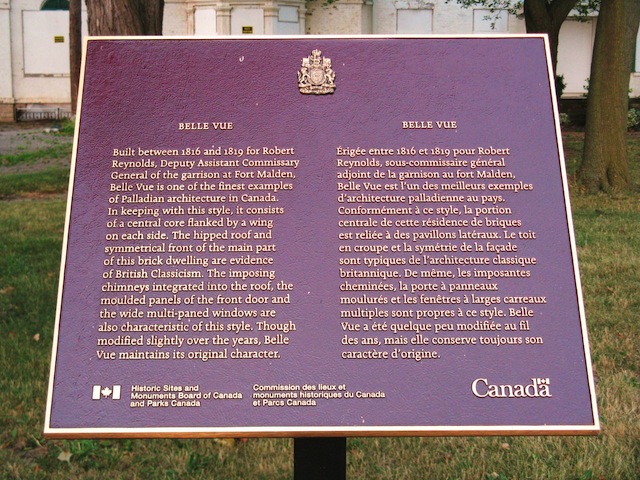 BELLE VUE
Built between 1816 and 1819 for Robert
Reynolds, Deputy Assistant Commissary
General of the garrison at Fort Malden,
Belle Vue is one of the finest examples
of Palladian architecture in Canada.
In keeping with this style, it consists
of a central core flanked by a wing
on each side. The hipped roof and
symmetrical front of the main part
of this brick dwelling are evidence
of British Classicism. The imposing
chimneys integrated into the roof, the
moulded panels of the front door and
the wide multi-paned windows are
also characteristic of this style. Though
modified slightly over the years, Belle
Vue maintains its original character.
BELLE VUE
Érigée entre 1816 et 1819 pour Robert
Reynolds, sous-commissaire général
adjoint de la garnison au fort Malden,
Belle Vue est l'un des meilleurs exemples
d'architecture palladienne au pays.
Conformément à ce style, la portion
centrale de cette résidence de briques
est reliée à des pavillons latéraux. Le toit
en croupe et la symétrie de la façade
sont typiques de l'architecture classique
britannique. De même, les imposantes
cheminées, la porte à panneaux
moulurés et les fenêtres à larges carreaux
multiples sont propres à ce style. Belle
Vue a été quelque peu modifiée au fil
des ans, mais elle conserve toujours son
caractère d'origine.
Historic Sites and
Monuments Board of Canada
and Parks Canada
Commission des lieux et
monuments historiques du Canada
et Parcs Canada
Canada